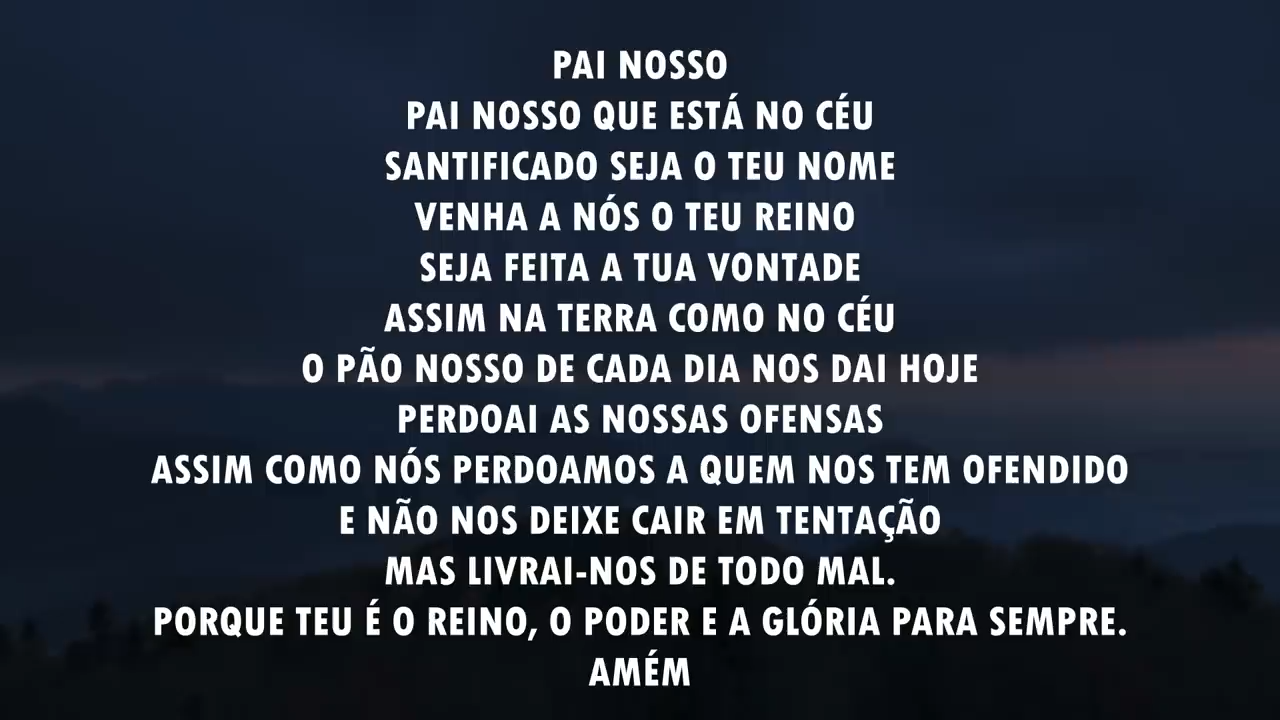 PAI NOSSO
PAI NOSSO QUE ESTÁ NO CÉU
SANTIFICADO SEJA O TEU NOME
VENHA A NÓS O TEU REINO
SEJA FEITA A TUA VONTADE
ASSIM NA TERRA COMO NO CÉU
O PÃO NOSSO DE CADA DIA NOS DAI HOJE
PERDOAI AS NOSSAS OFENSAS
ASSIM COMO NÓS PERDOAMOS A QUEM NOS TEM OFENDIDO
E NÃO NOS DEIXE CAIR EM TENTAÇÃO
MAS LIVRAI-NOS DE TODO MAL.
PORQUE TEU É O REINO, O PODER E A GLÓRIA PARA SEMPRE.
AMÉM